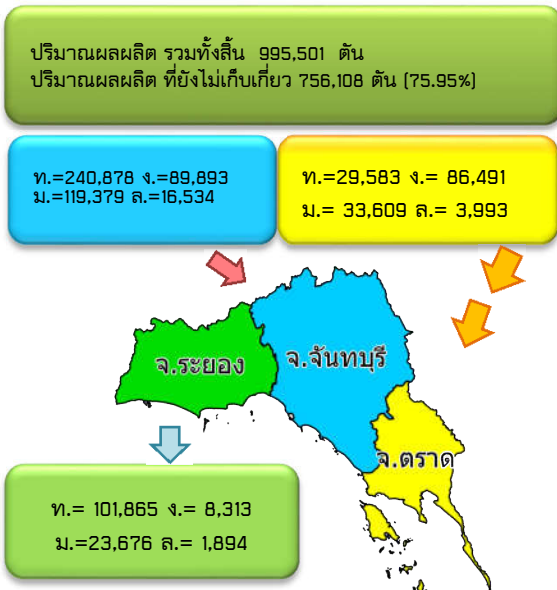 ปริมาณผลผลิต รวมทั้งสิ้น 995,501 ตัน
ปริมาณผลผลิต ที่ยังไม่เก็บเกี่ยว 756,108 ตัน (75.95%)
ท.=240,878 ง.=89,893
ม.=119,379 ล.=16,534
ท.=29,583 ง.= 86,491
ม.= 33,609 ล.= 3,993
จ.ระยอง
จ.จันทบุรี
จ.ตราด
ท.= 101,865 ง.= 8,313
ม.=23,676 ล.= 1,894